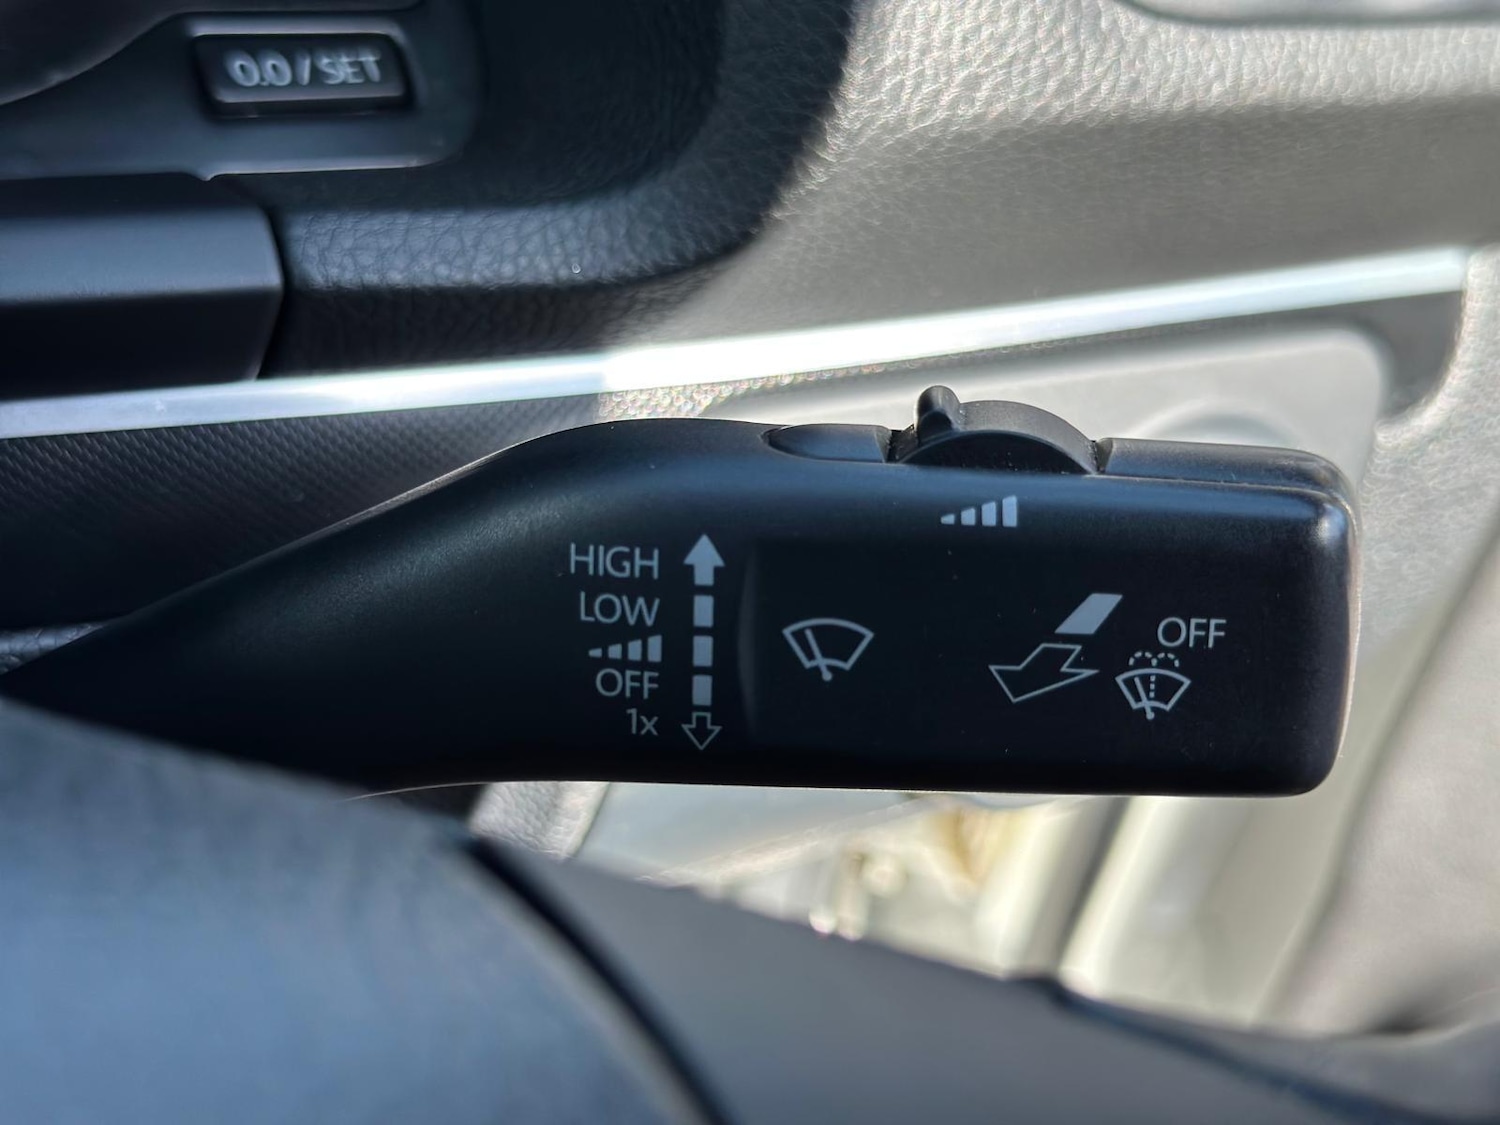 0.0 / SET
HIGH
LOW
OFF
1x
OFF